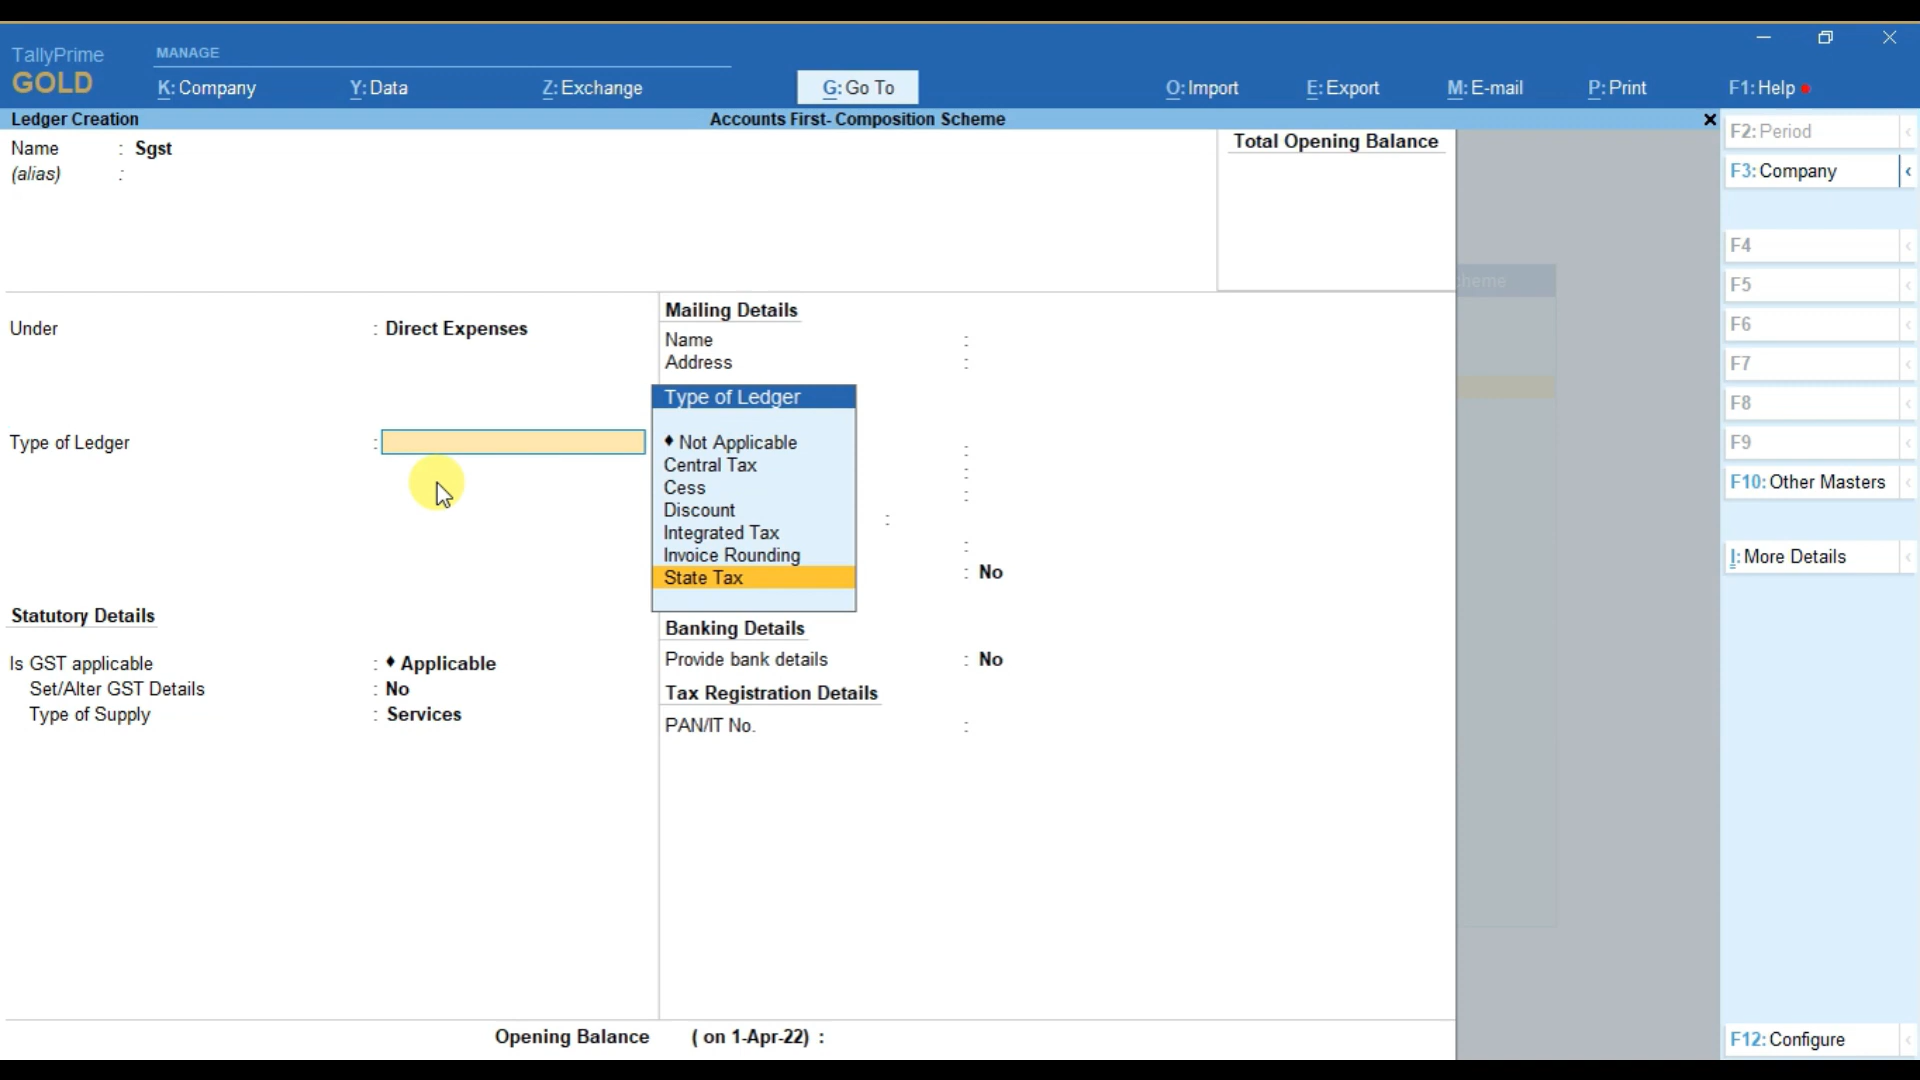 TallyPrime
GOLD
MANAGE
K: Company
Y: Data
Z: Exchange
G: Go To
O: Import
E: Export
M: E-mail
P: Print
F1: Help
Ledger Creation
Accounts First- Composition Scheme
Name : Sgst
(alias) :
Total Opening Balance
Under : Direct Expenses
Type of Ledger :
Statutory Details
Is GST applicable : ♦ Applicable
Set/Alter GST Details : No
Type of Supply : Services
Mailing Details
Name :
Address :
Type of Ledger
♦ Not Applicable
Central Tax
Cess
Discount
Integrated Tax
Invoice Rounding
State Tax
: No
Banking Details
Provide bank details : No
Tax Registration Details
PAN/IT No. :
Opening Balance ( on 1-Apr-22) :
F2: Period
F3: Company
F4
F5
F6
F7
F8
F9
F10: Other Masters
I: More Details
F12: Configure